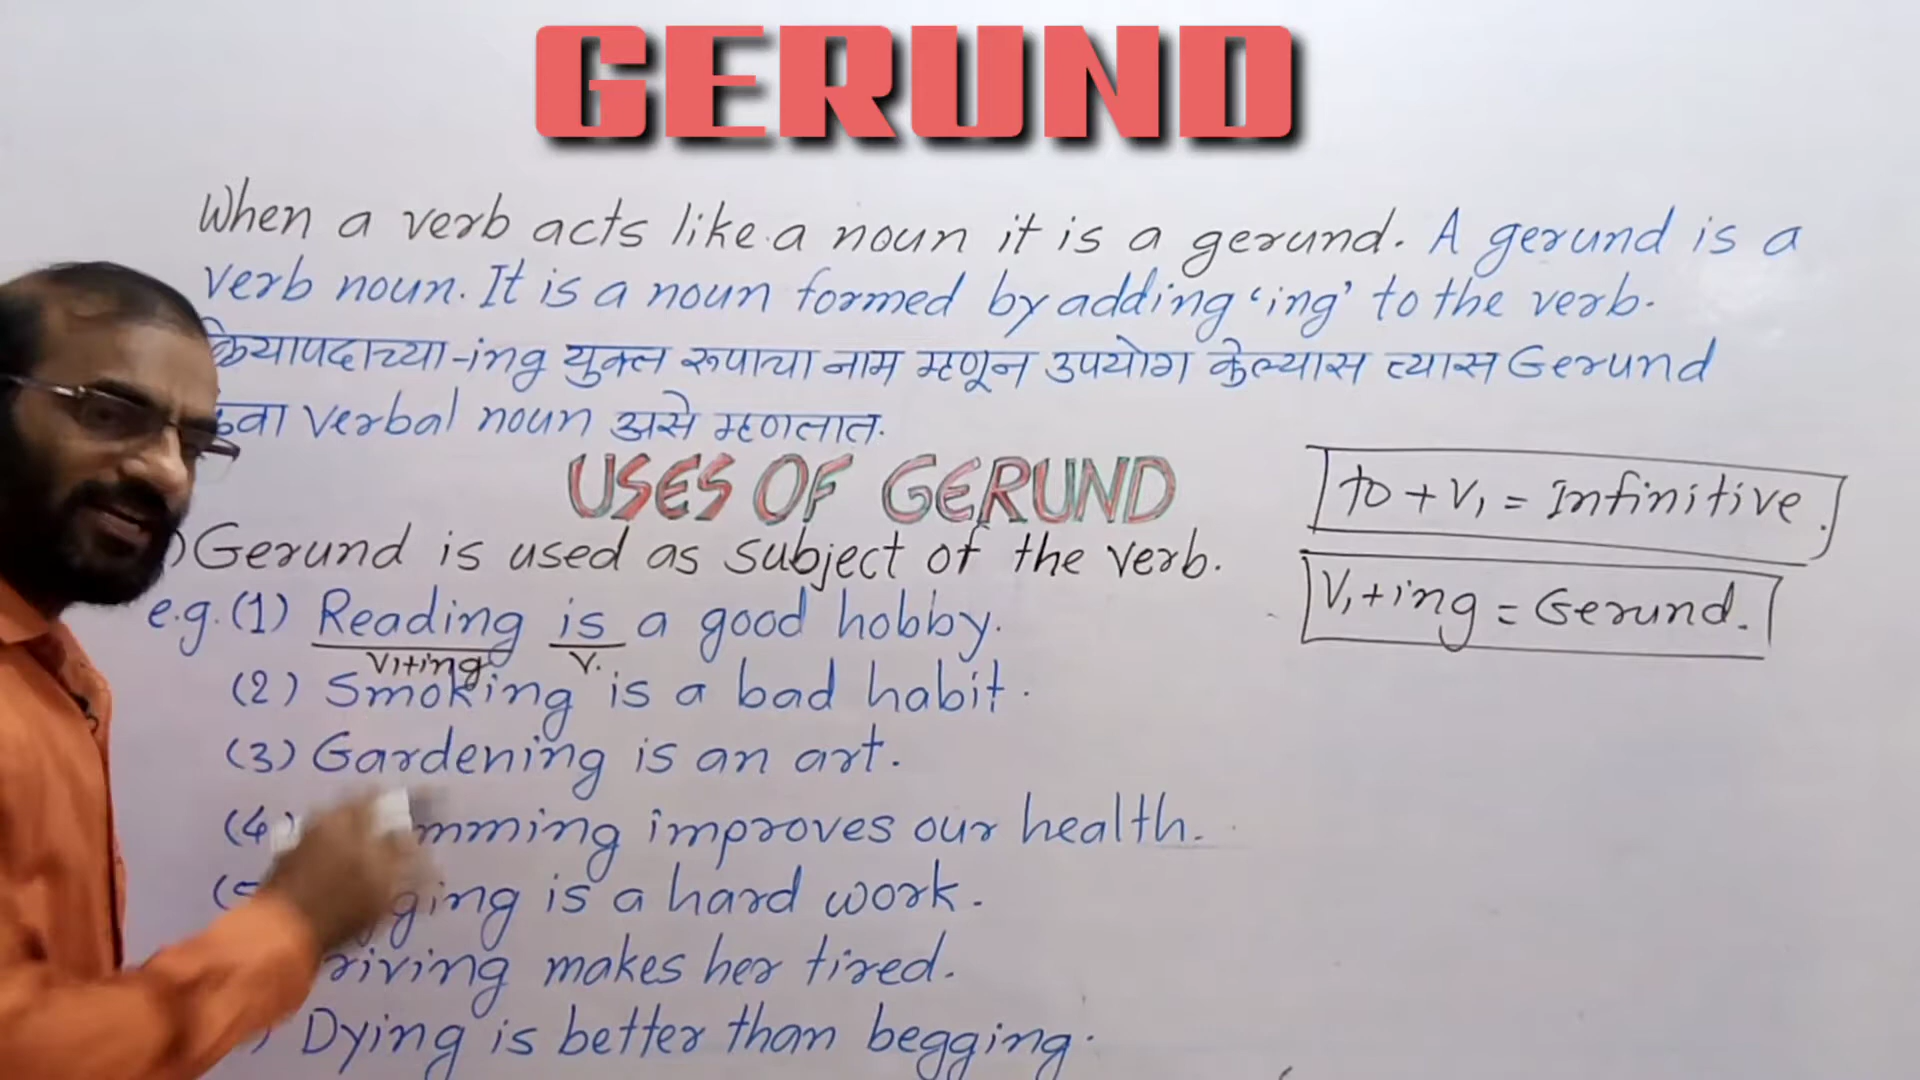 GERUND
When a verb acts like a noun it is a gerund. A gerund is a
verb noun. It is a noun formed by adding 'ing' to the verb.
क्रियापदाच्या-ing युक्त रूपाचा नाम म्हणून उपयोग केल्यास त्यास Gerund
verbal noun असे म्हणतात.
USES OF GERUND
to + V1 = Infinitive.
)Gerund is used as subject of the verb.
V1+ing = Gerund.
e.g. (1) Reading is a good hobby.
V1+ing V.
(2) Smoking is a bad habit.
(3) Gardening is an art.
(4) mming improves our health.
(5 ging is a hard work.
riving makes her tired.
) Dying is better than begging.